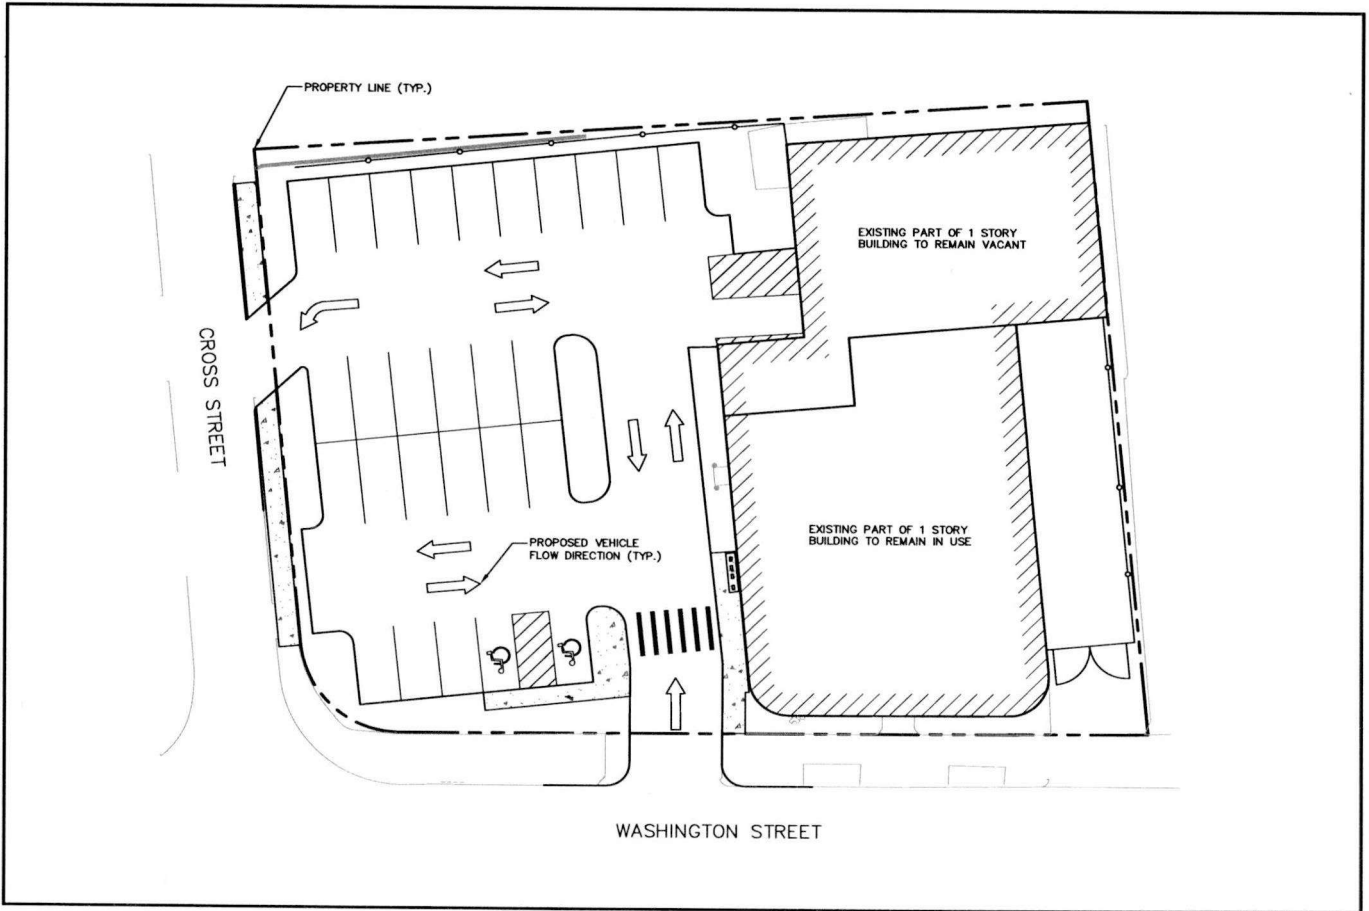 PROPERTY LINE (TYP.)
EXISTING PART OF 1 STORY
BUILDING TO REMAIN VACANT
CROSS STREET
EXISTING PART OF 1 STORY
BUILDING TO REMAIN IN USE
PROPOSED VEHICLE
FLOW DIRECTION (TYP.)
WASHINGTON STREET